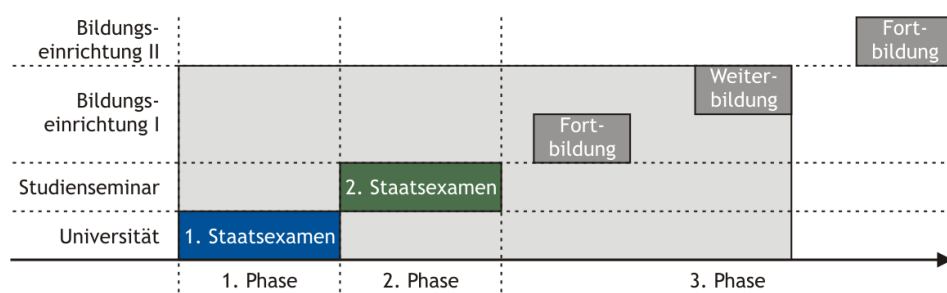 Bildungs-
einrichtung II
Fort-
bildung
Bildungs-
einrichtung I
Weiter-
bildung
Fort-
bildung
Studienseminar
2. Staatsexamen
Universität
1. Staatsexamen
1. Phase
2. Phase
3. Phase